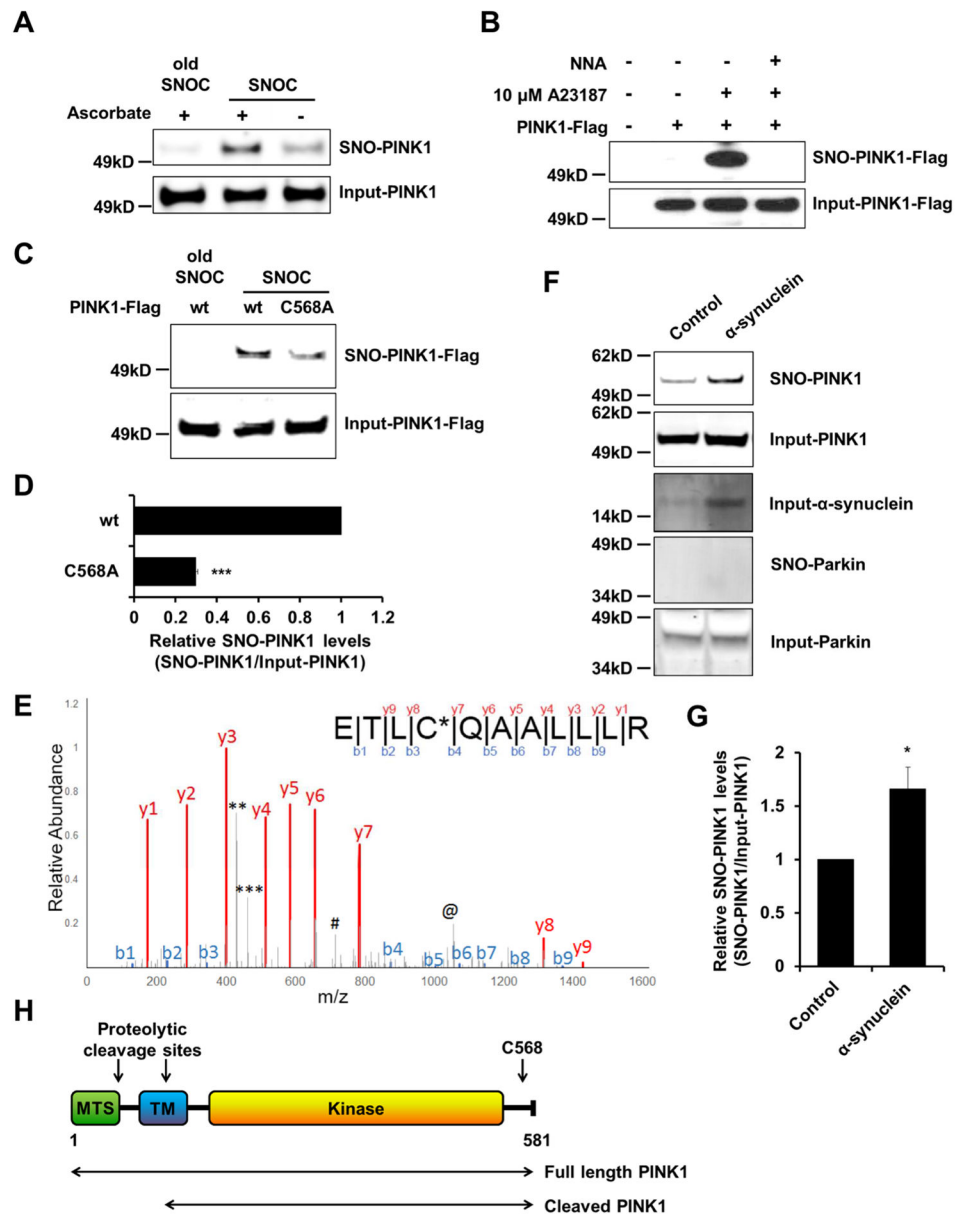 A
old
SNOC SNOC
Ascorbate + + -
49kD SNO-PINK1
49kD Input-PINK1
B
NNA - - - +
10 µM A23187 - - + +
PINK1-Flag - + + +
49kD SNO-PINK1-Flag
49kD Input-PINK1-Flag
C
old
SNOC SNOC
PINK1-Flag wt wt C568A
49kD SNO-PINK1-Flag
49kD Input-PINK1-Flag
D
wt
C568A ***
0 0.2 0.4 0.6 0.8 1 1.2
Relative SNO-PINK1 levels
(SNO-PINK1/Input-PINK1)
E
1.2
1
0.8
0.6
0.4
0.2
Relative Abundance
y9 y8 y7 y6 y5 y4 y3 y2 y1
E T L C* Q A A L L L R
b1 b2 b3 b4 b5 b6 b7 b8 b9
y1 y2 y3 ** *** y4 y5 y6 # y7 @ y8 y9
b1 b2 b3 b4 b5 b6 b7 b8 b9
0 200 400 600 800 1000 1200 1400 1600
m/z
F
Control α-synuclein
62kD
49kD SNO-PINK1
62kD
49kD Input-PINK1
14kD Input-α-synuclein
49kD
34kD SNO-Parkin
49kD
34kD Input-Parkin
G
Relative SNO-PINK1 levels
(SNO-PINK1/Input-PINK1)
2
1.5
1
0.5
0
*
Control α-synuclein
H
Proteolytic
cleavage sites
C568
MTS TM Kinase
1 581
Full length PINK1
Cleaved PINK1